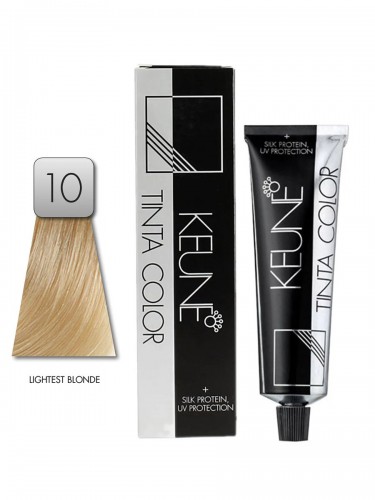 10
LIGHTEST BLONDE
TINTA COLOR
KEUNE
+
SILK PROTEIN,
UV PROTECTION
+
SILK PROTEIN,
UV PROTECTION
KEUNE
TINTA COLOR